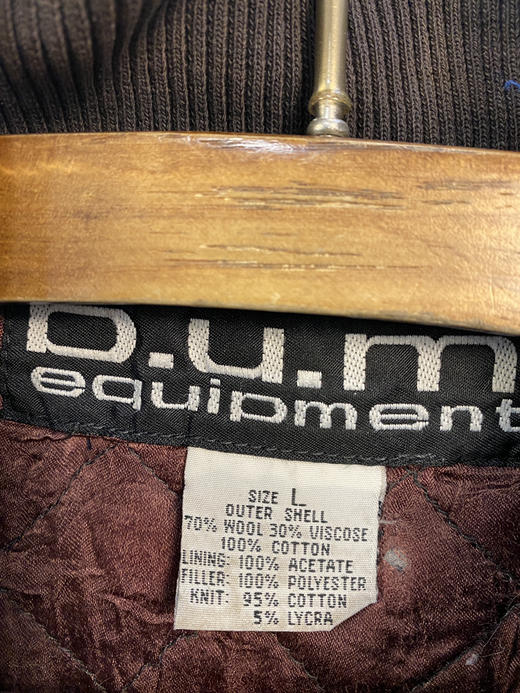 b.u.m
equipment
SIZE L
OUTER SHELL
70% WOOL 30% VISCOSE
100% COTTON
LINING: 100% ACETATE
FILLER: 100% POLYESTER
KNIT: 95% COTTON
5% LYCRA